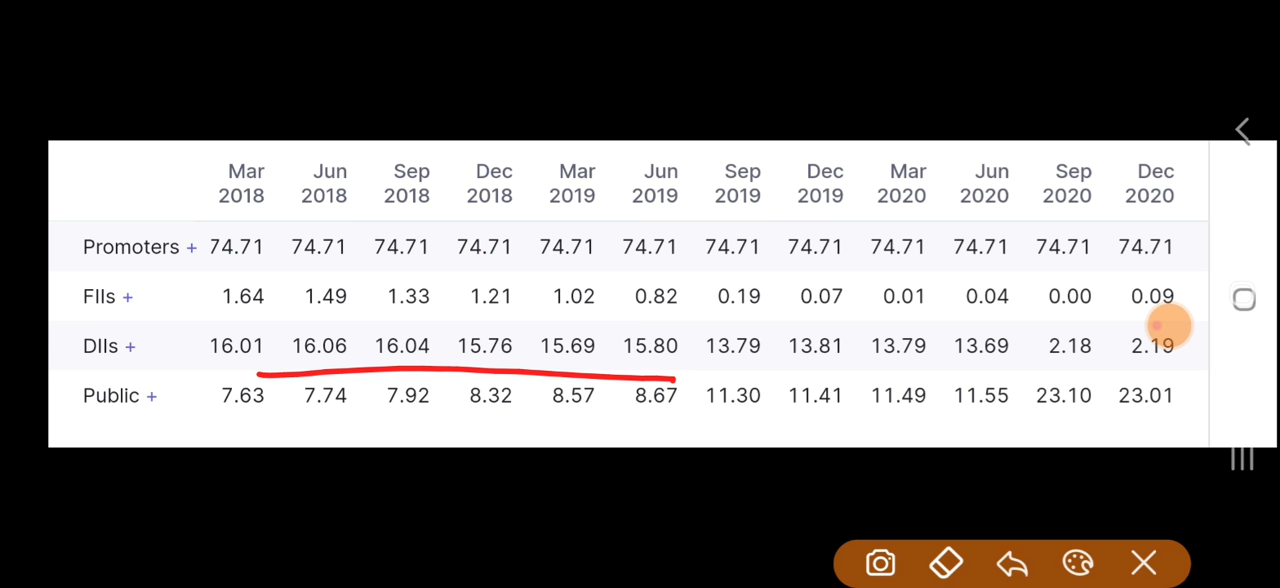 Mar Jun Sep Dec Mar Jun Sep Dec Mar Jun Sep Dec
2018 2018 2018 2018 2019 2019 2019 2019 2020 2020 2020 2020
Promoters + 74.71 74.71 74.71 74.71 74.71 74.71 74.71 74.71 74.71 74.71 74.71 74.71
FIIs + 1.64 1.49 1.33 1.21 1.02 0.82 0.19 0.07 0.01 0.04 0.00 0.09
DIIs + 16.01 16.06 16.04 15.76 15.69 15.80 13.79 13.81 13.79 13.69 2.18 2.19
Public + 7.63 7.74 7.92 8.32 8.57 8.67 11.30 11.41 11.49 11.55 23.10 23.01